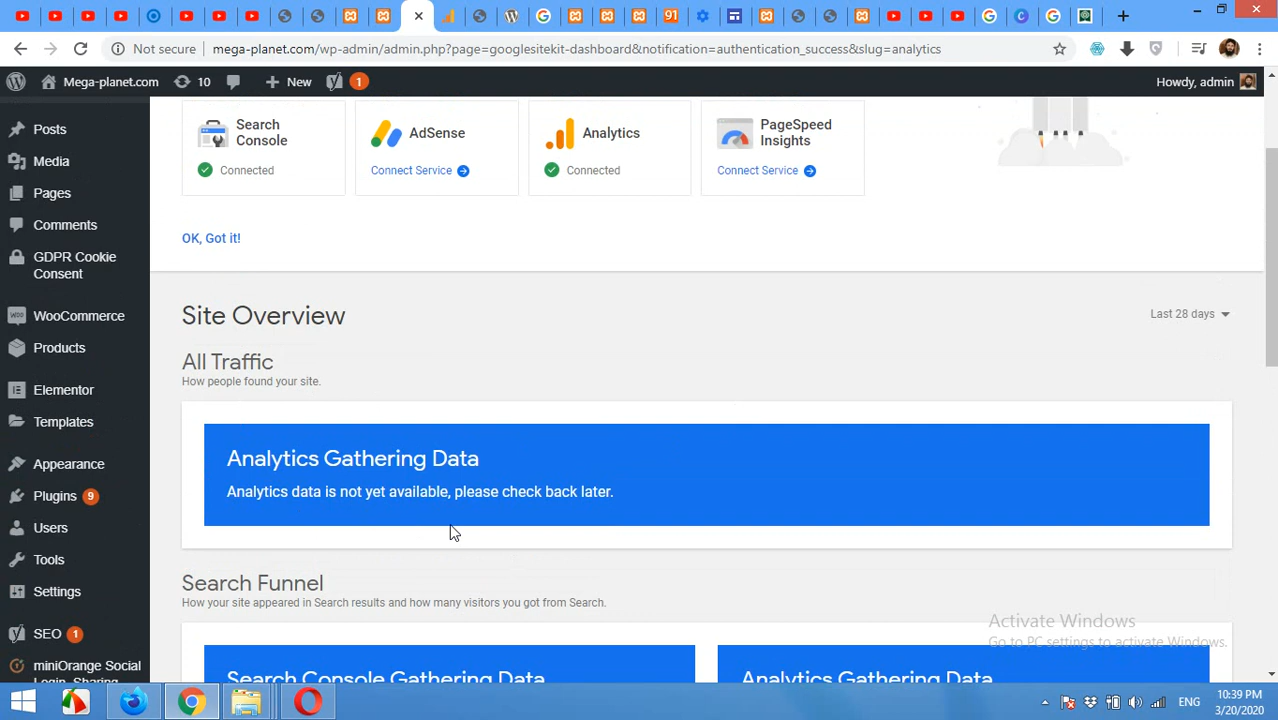 91
Not secure
mega-planet.com/wp-admin/admin.php?page=googlesitekit-dashboard&notification=authentication_success&slug=analytics
Mega-planet.com
10
New
1
Howdy, admin
Posts
Media
Pages
Comments
GDPR Cookie
Consent
WooCommerce
Products
Elementor
Templates
Appearance
Plugins 9
Users
Tools
Settings
SEO 1
miniOrange Social
Login, Sharing
Search
Console
Connected
AdSense
Connect Service
Analytics
Connected
PageSpeed
Insights
Connect Service
OK, Got it!
Site Overview
Last 28 days
All Traffic
How people found your site.
Analytics Gathering Data
Analytics data is not yet available, please check back later.
Search Funnel
How your site appeared in Search results and how many visitors you got from Search.
Search Console Gathering Data
Analytics Gathering Data
Activate Windows
Go to PC settings to activate Windows.
ENG
10:39 PM
3/20/2020